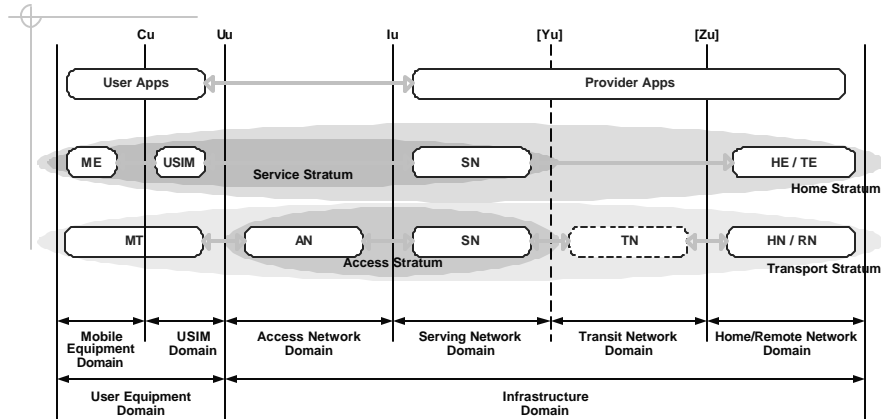 Cu Uu Iu [Yu] [Zu]
User Apps Provider Apps
ME USIM SN HE / TE
Service Stratum
Home Stratum
MT AN SN TN HN / RN
Access Stratum
Transport Stratum
Mobile
Equipment
Domain
USIM
Domain
Access Network
Domain
Serving Network
Domain
Transit Network
Domain
Home/Remote Network
Domain
User Equipment
Domain
Infrastructure
Domain